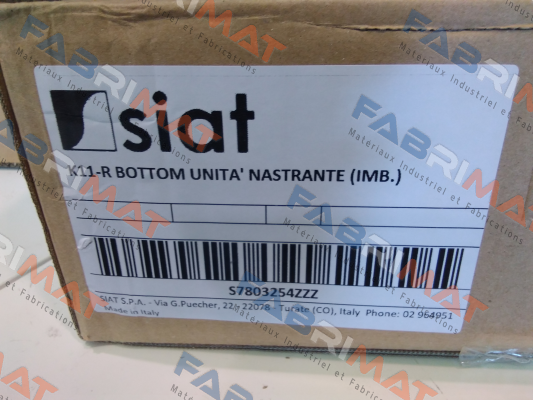 siat
K11-R BOTTOM UNITA' NASTRANTE (IMB.)
S7803254ZZZ
SIAT S.P.A. - Via G.Puecher, 22/ 22078 - Turate (CO), Italy Phone: 02 964951
Made in Italy
FABRIMAT
Matériaux Industriel et Fabrications